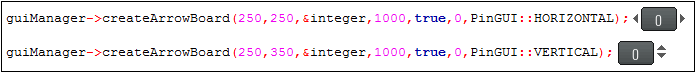 guiManager->createArrowBoard(250,250,&integer,1000,true,0,PinGUI::HORIZONTAL); 0
guiManager->createArrowBoard(250,350,&integer,1000,true,0,PinGUI::VERTICAL); 0